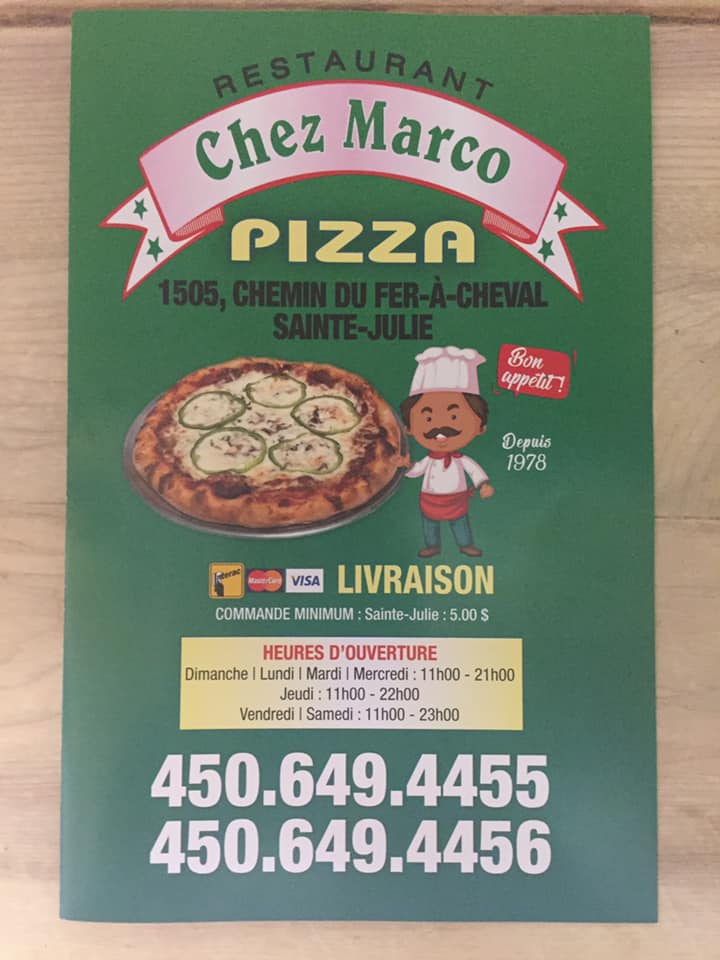 RESTAURANT
Chez Marco
PIZZA
1505, CHEMIN DU FER-À-CHEVAL
SAINTE-JULIE
Bon
appétit!
Depuis
1978
Interac MasterCard VISA LIVRAISON
COMMANDE MINIMUM : Sainte-Julie : 5.00 $
HEURES D'OUVERTURE
Dimanche | Lundi | Mardi | Mercredi : 11h00 - 21h00
Jeudi : 11h00 - 22h00
Vendredi | Samedi : 11h00 - 23h00
450.649.4455
450.649.4456